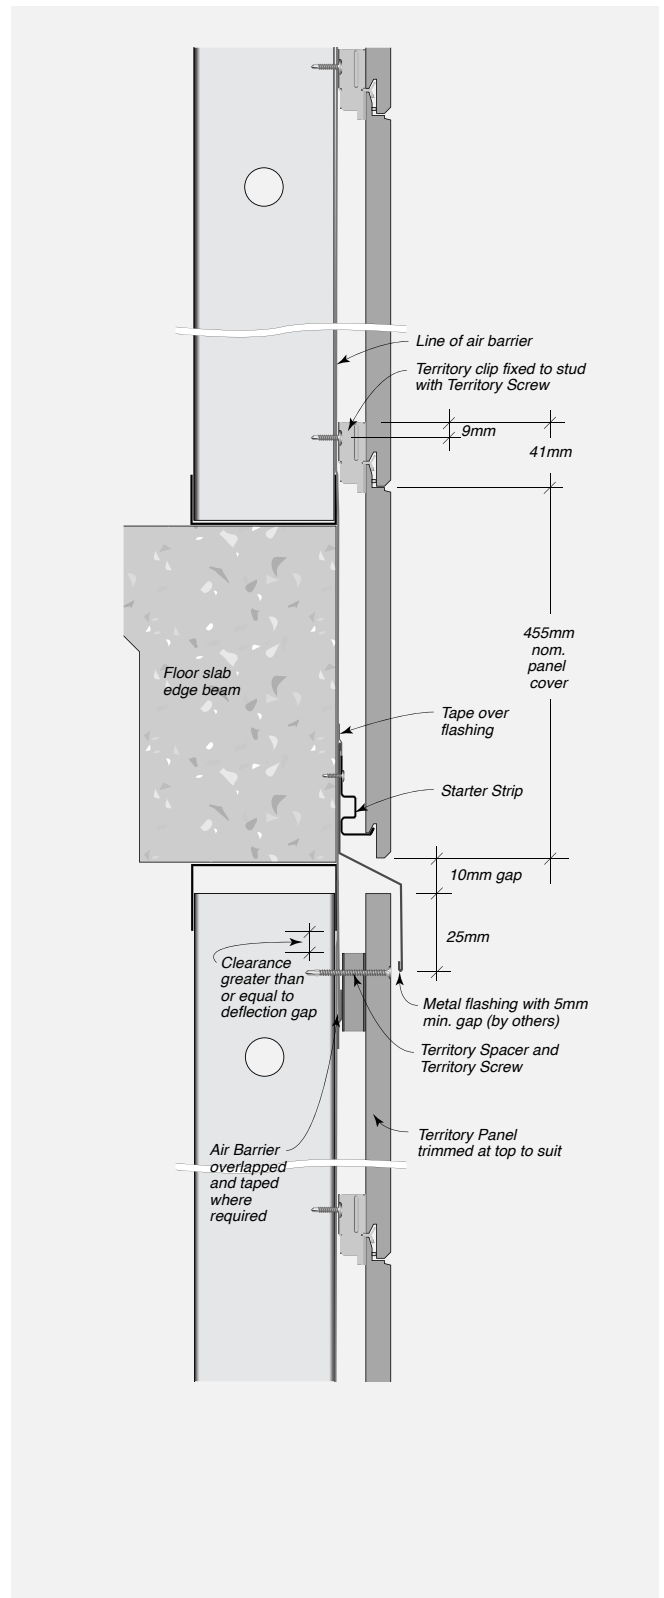 Line of air barrier
Territory clip fixed to stud
with Territory Screw
9mm
41mm
455mm
nom.
panel
cover
Floor slab
edge beam
Tape over
flashing
Starter Strip
10mm gap
25mm
Clearance
greater than
or equal to
deflection gap
Metal flashing with 5mm
min. gap (by others)
Territory Spacer and
Territory Screw
Territory Panel
trimmed at top to suit
Air Barrier
overlapped
and taped
where
required